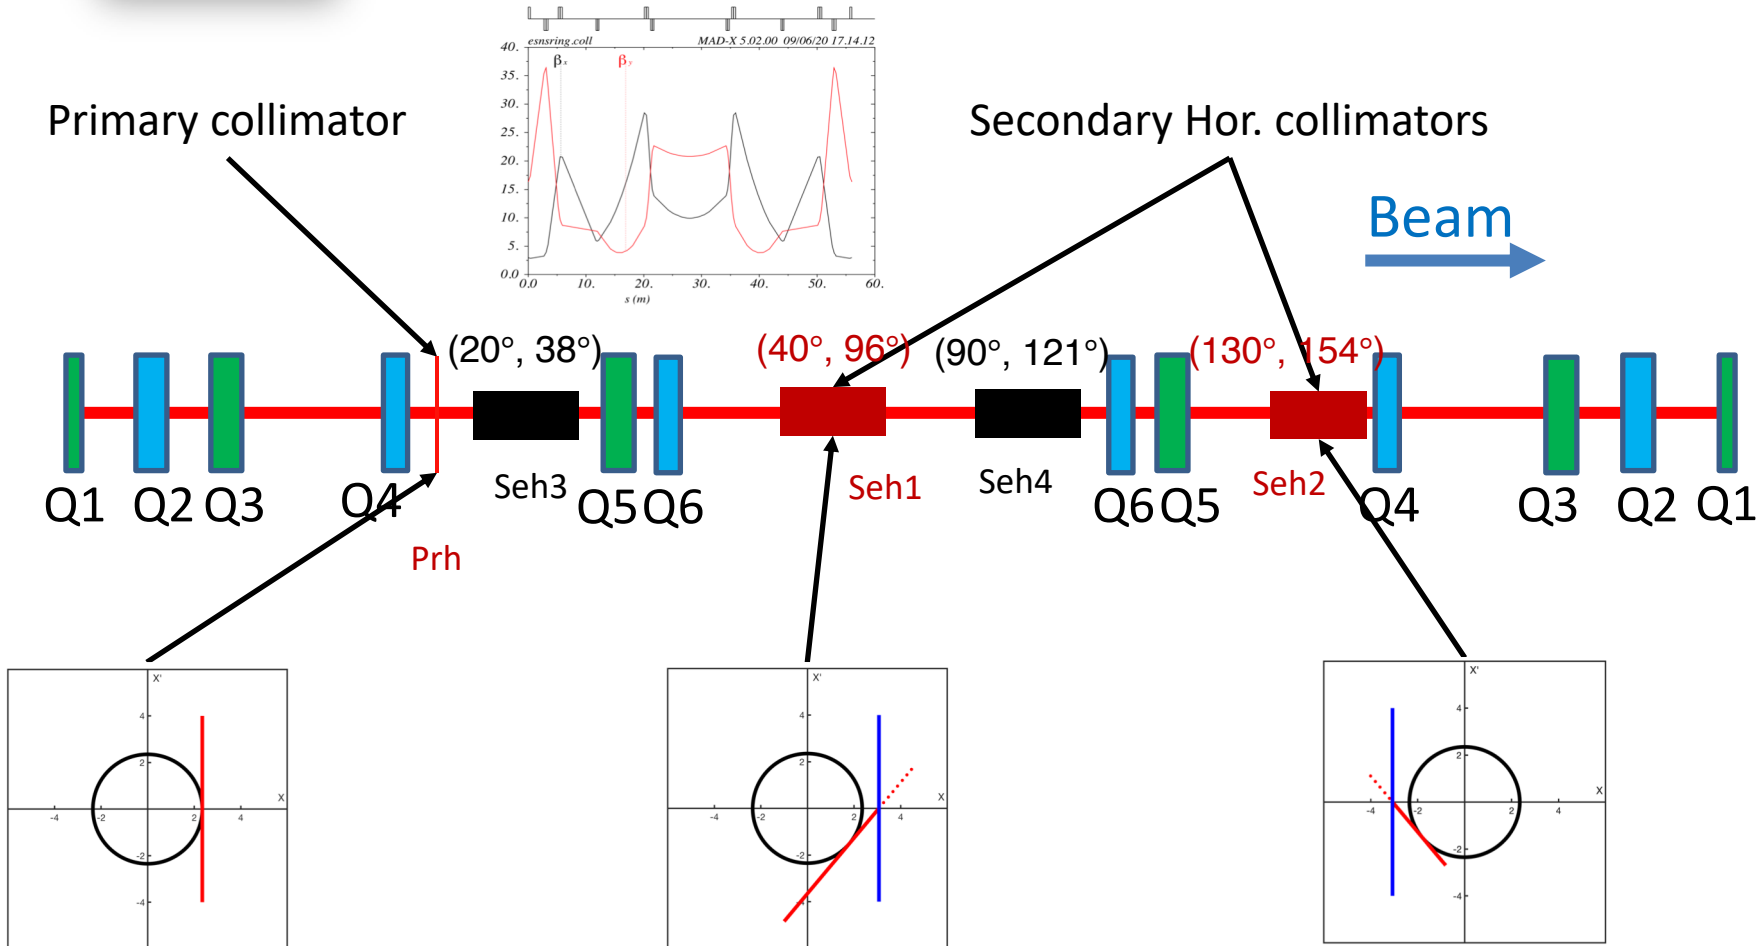 esnsring.coll MAD-X 5.02.00 09/06/20 17.14.12
40.
βx βy
35.
30.
25.
20.
15.
10.
5.
0.0
0.0 10. 20. 30. 40. 50. 60.
s (m)
Primary collimator
Secondary Hor. collimators
Beam
(20°, 38°) (40°, 96°) (90°, 121°) (130°, 154°)
Seh3 Seh1 Seh4 Seh2
Q1 Q2 Q3 Q4 Q5 Q6 Q6 Q5 Q4 Q3 Q2 Q1
Prh
X'
4
2
X
-4 -2 2 4
-2
-4
X'
4
2
X
-4 -2 2 4
-2
-4
X'
4
2
X
-4 -2 2 4
-2
-4